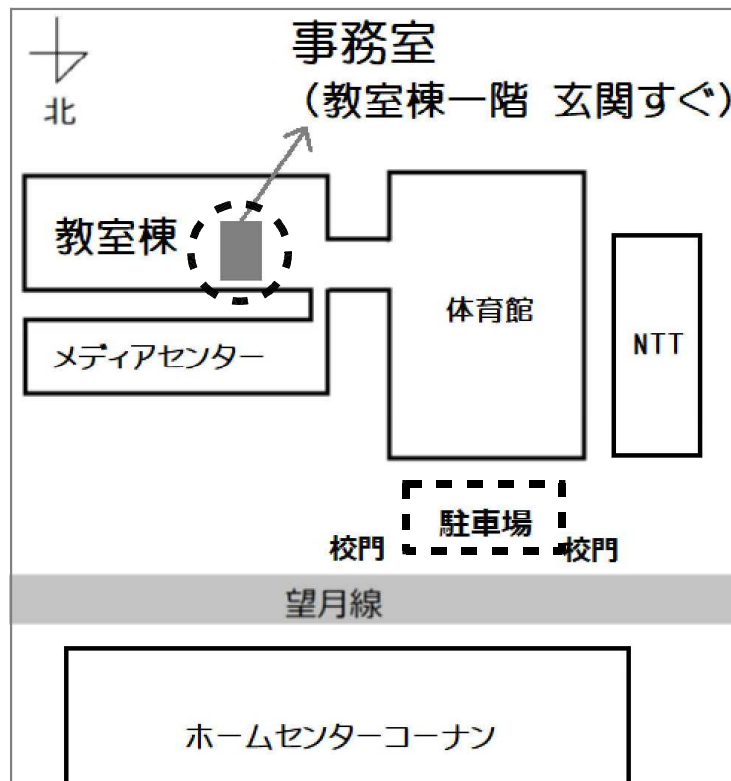 事務室
(教室棟一階 玄関すぐ)
北
教室棟
体育館
NTT
メディアセンター
駐車場
校門
校門
望月線
ホームセンターコーナン